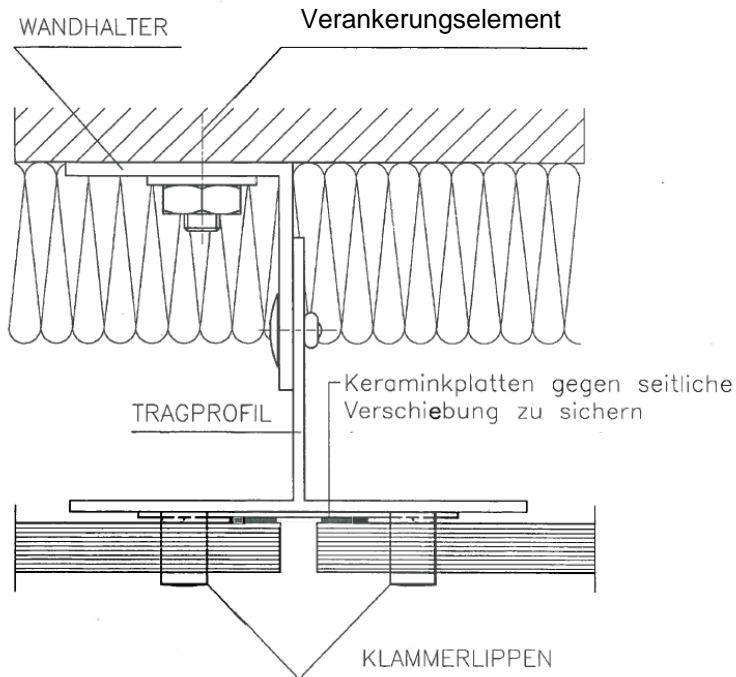 WANDHALTER
Verankerungselement
Keraminkplatten gegen seitliche
Verschiebung zu sichern
TRAGPROFIL
KLAMMERLIPPEN